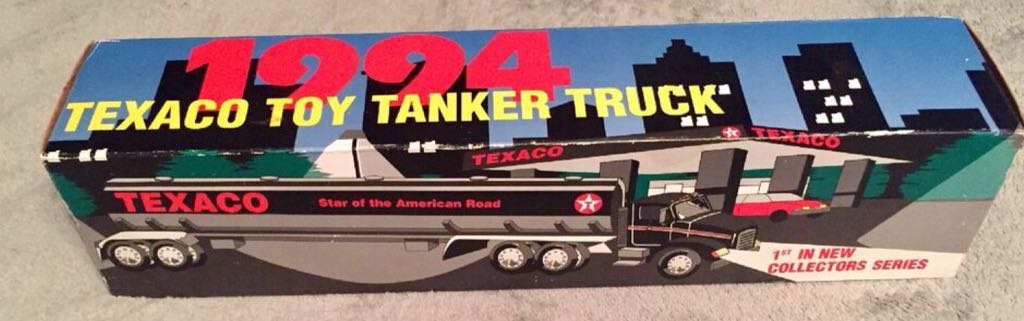 1994
TEXACO TOY TANKER TRUCK
TEXACO
TEXACO
TEXACO
Star of the American Road
1ST IN NEW
COLLECTORS SERIES